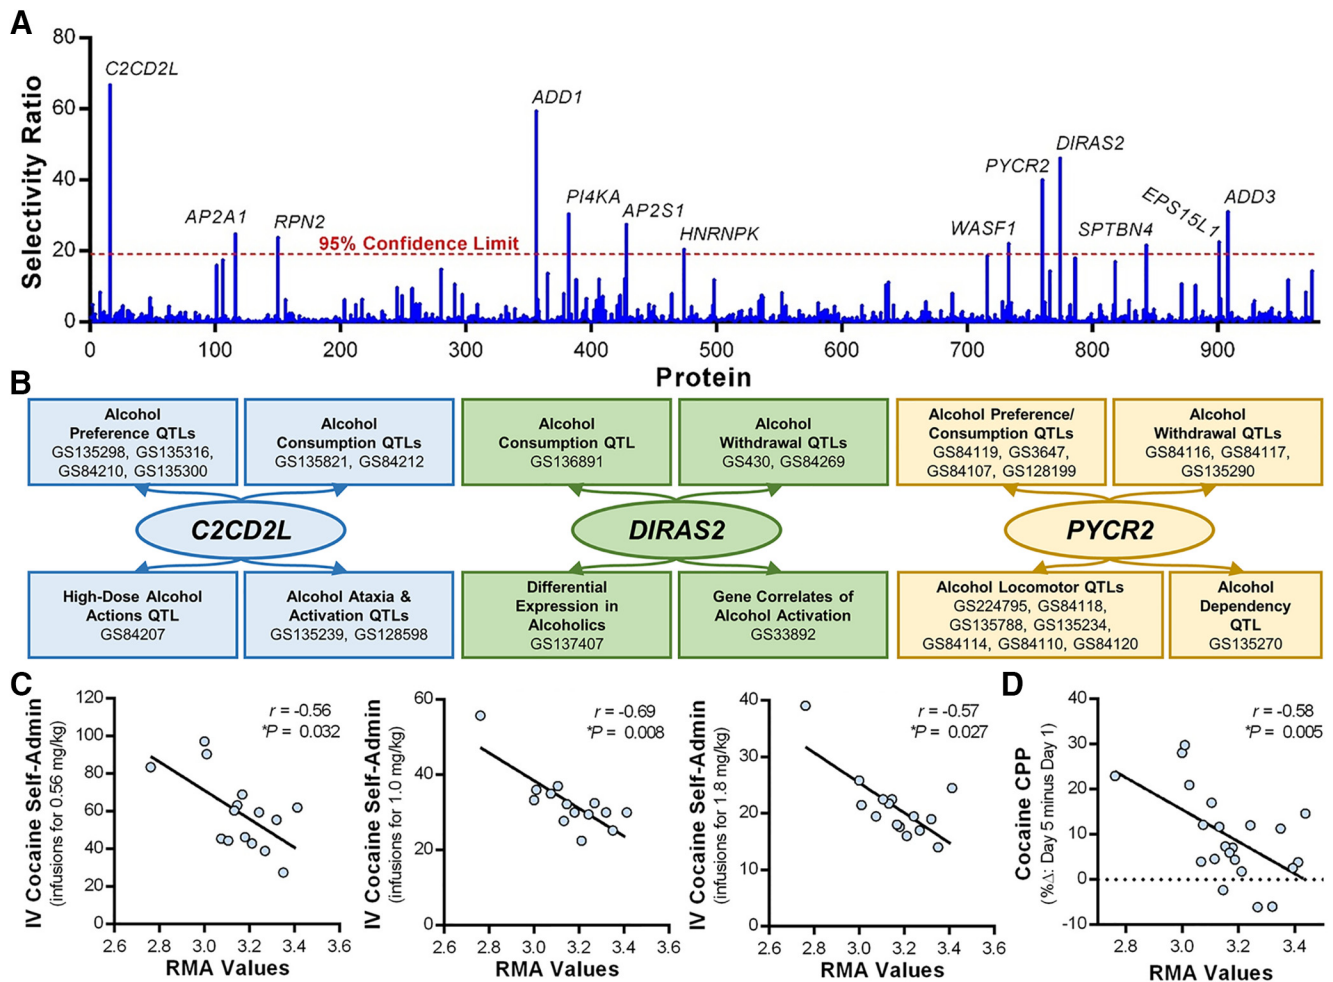 A
80
60
40
20
0
Selectivity Ratio
C2CD2L
AP2A1
RPN2
95% Confidence Limit
ADD1
PI4KA
AP2S1
HNRNPK
WASF1
PYCR2
DIRAS2
SPTBN4
EPS15L1
ADD3
0 100 200 300 400 500 600 700 800 900
Protein
B
Alcohol
Preference QTLs
GS135298, GS135316,
GS84210, GS135300
Alcohol
Consumption QTLs
GS135821, GS84212
C2CD2L
High-Dose Alcohol
Actions QTL
GS84207
Alcohol Ataxia &
Activation QTLs
GS135239, GS128598
Alcohol
Consumption QTL
GS136891
Alcohol
Withdrawal QTLs
GS430, GS84269
DIRAS2
Differential
Expression in
Alcoholics
GS137407
Gene Correlates of
Alcohol Activation
GS33892
Alcohol Preference/
Consumption QTLs
GS84119, GS3647,
GS84107, GS128199
Alcohol
Withdrawal QTLs
GS84116, GS84117,
GS135290
PYCR2
Alcohol Locomotor QTLs
GS224795, GS84118,
GS135788, GS135234,
GS84114, GS84110, GS84120
Alcohol
Dependency
QTL
GS135270
C
IV Cocaine Self-Admin
(infusions for 0.56 mg/kg)
120
100
80
60
40
20
0
r = -0.56
*P = 0.032
2.6 2.8 3.0 3.2 3.4 3.6
RMA Values
IV Cocaine Self-Admin
(infusions for 1.0 mg/kg)
60
40
20
0
r = -0.69
*P = 0.008
2.6 2.8 3.0 3.2 3.4 3.6
RMA Values
IV Cocaine Self-Admin
(infusions for 1.8 mg/kg)
40
30
20
10
0
r = -0.57
*P = 0.027
2.6 2.8 3.0 3.2 3.4 3.6
RMA Values
D
Cocaine CPP
(%Δ: Day 5 minus Day 1)
40
30
20
10
0
-10
r = -0.58
*P = 0.005
2.8 3.0 3.2 3.4
RMA Values